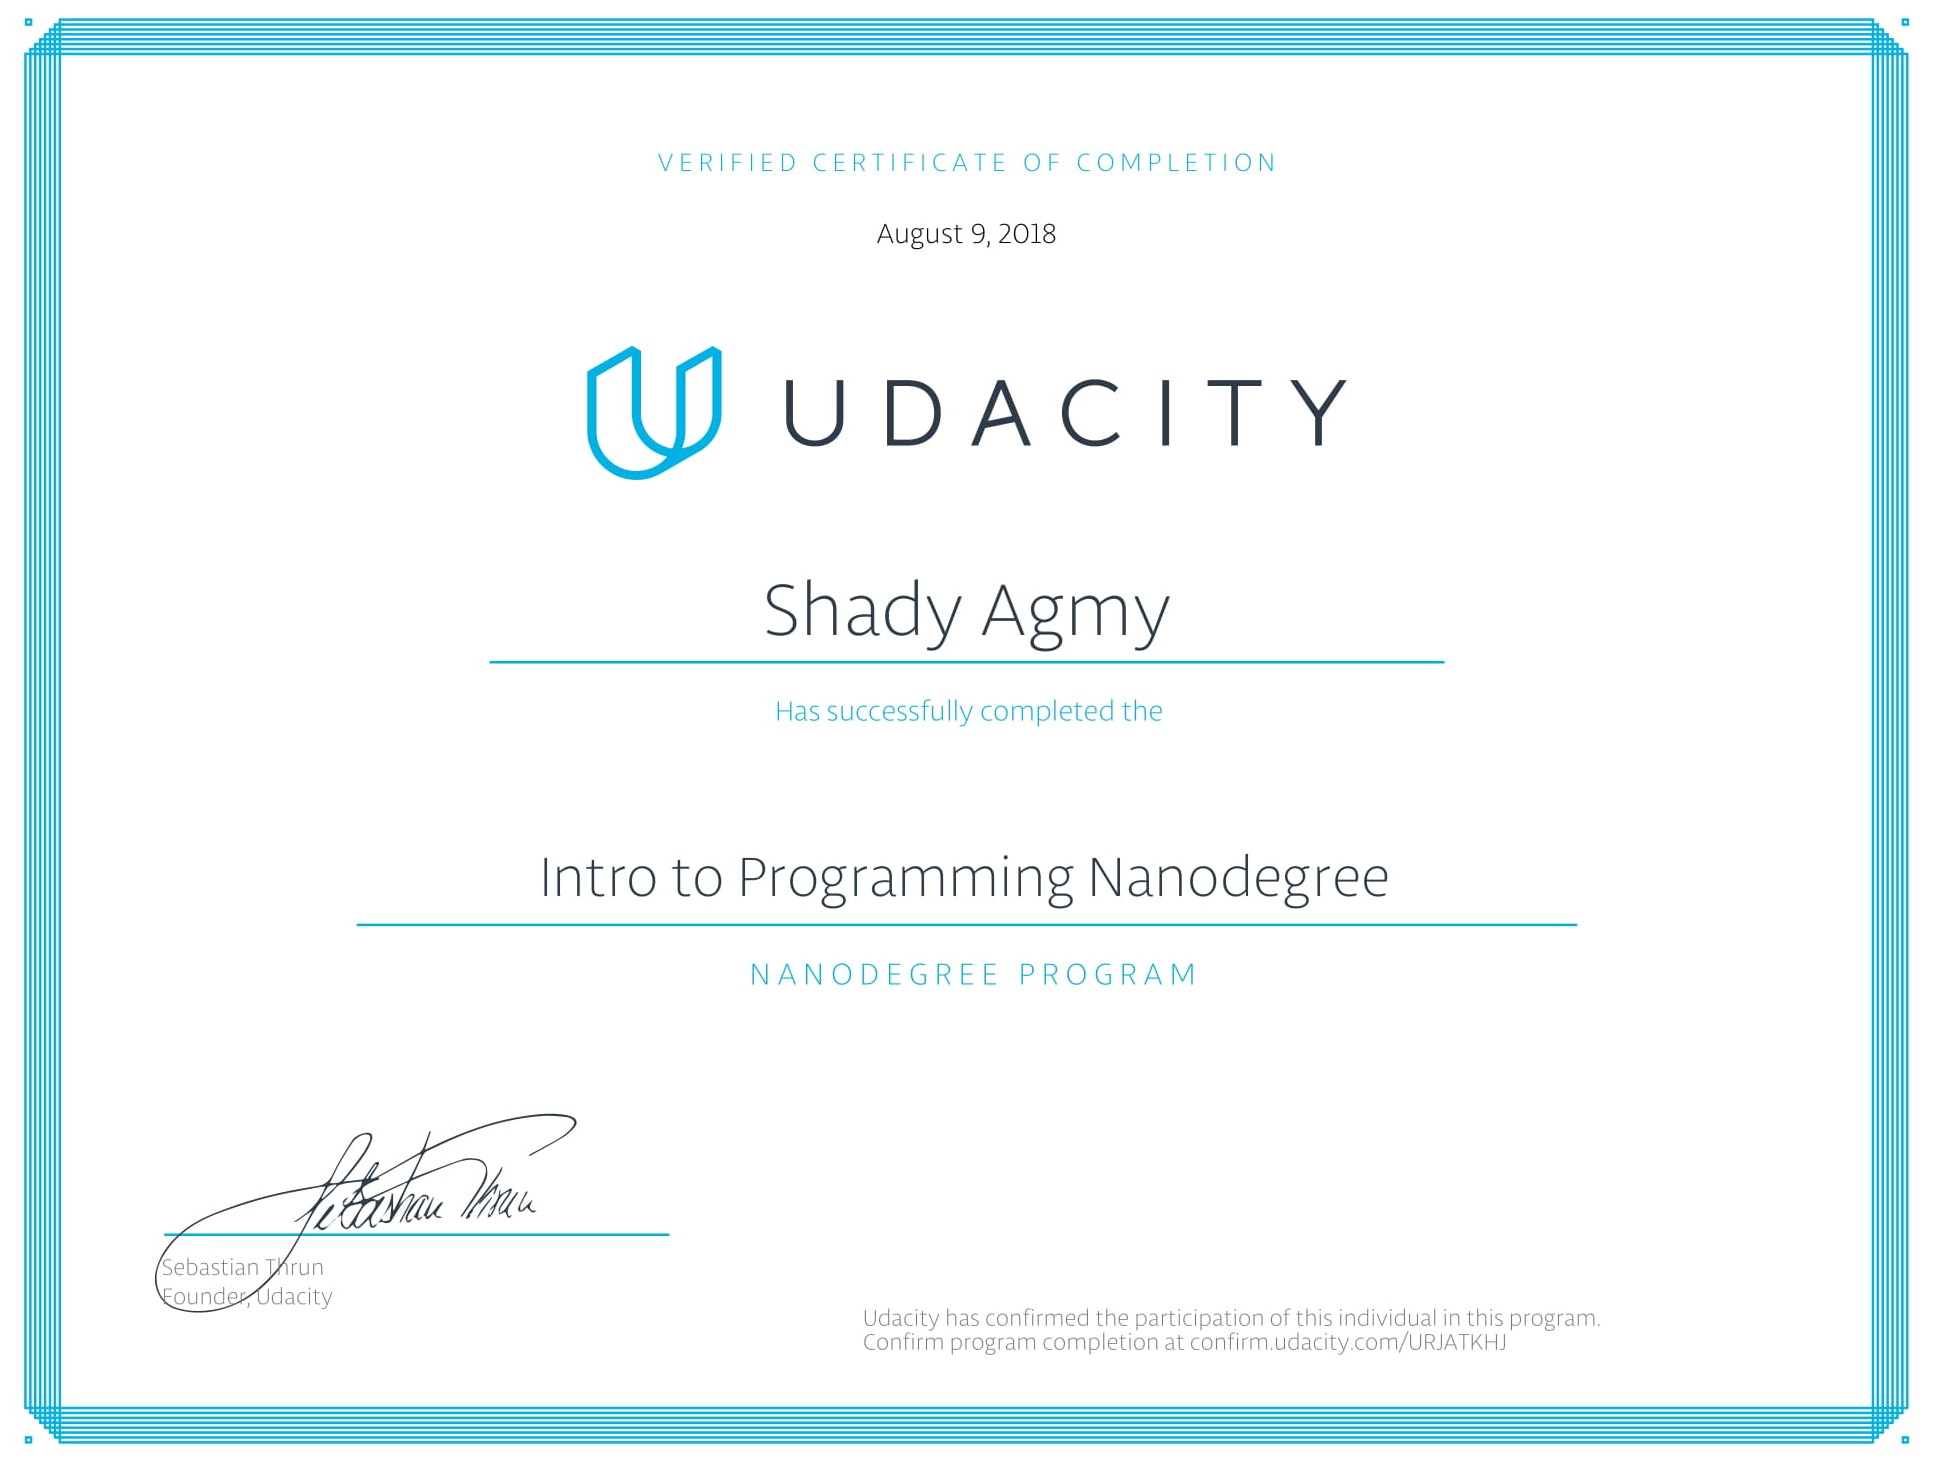 VERIFIED CERTIFICATE OF COMPLETION
August 9, 2018
UDACITY
Shady Agmy
Has successfully completed the
Intro to Programming Nanodegree
NANODEGREE PROGRAM
Sebastian Thrun
Sebastian Thrun
Founder, Udacity
Udacity has confirmed the participation of this individual in this program.
Confirm program completion at confirm.udacity.com/URJATKHJ